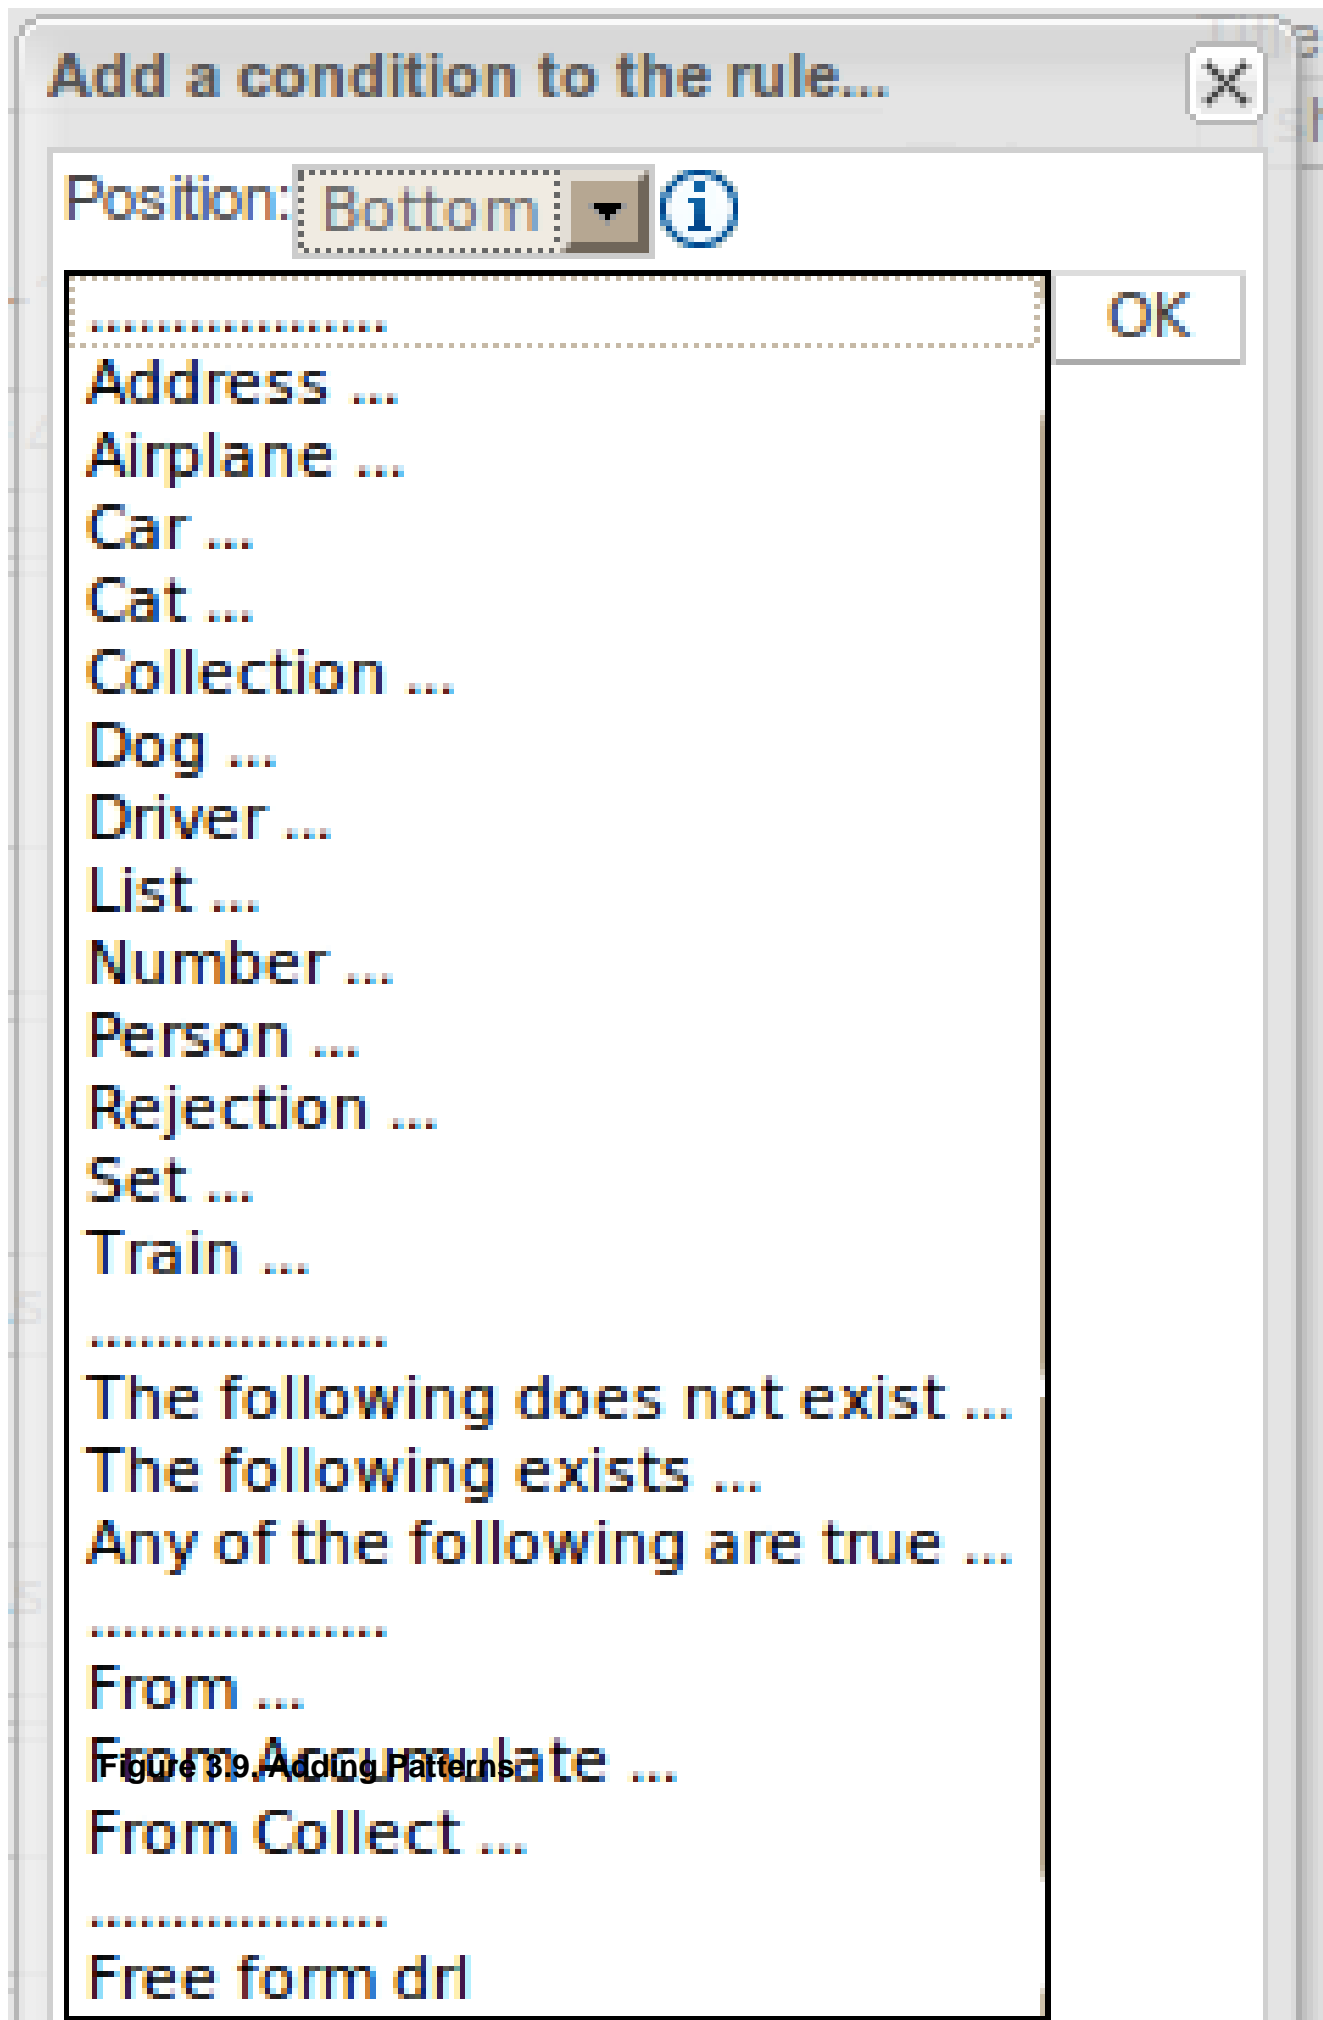 Add a condition to the rule...
Position: Bottom
..................
OK
Address ...
Airplane ...
Car ...
Cat ...
Collection ...
Dog ...
Driver ...
List ...
Number ...
Person ...
Rejection ...
Set ...
Train ...
..................
The following does not exist ...
The following exists ...
Any of the following are true ...
..................
From ...
From Accumulate ...
Figure 3.9. Adding Patterns
From Collect ...
..................
Free form drl